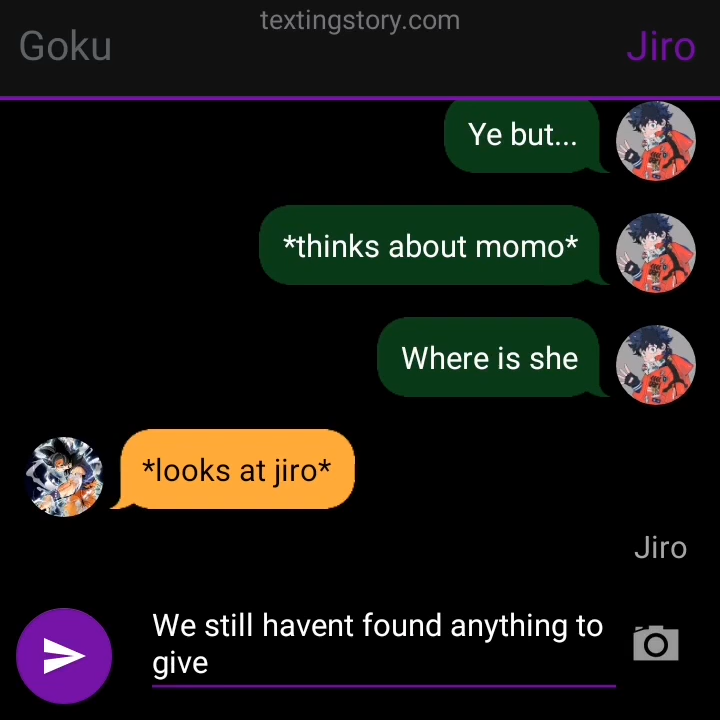 textingstory.com
Goku
Jiro
Ye but...
*thinks about momo*
Where is she
*looks at jiro*
Jiro
We still havent found anything to
give